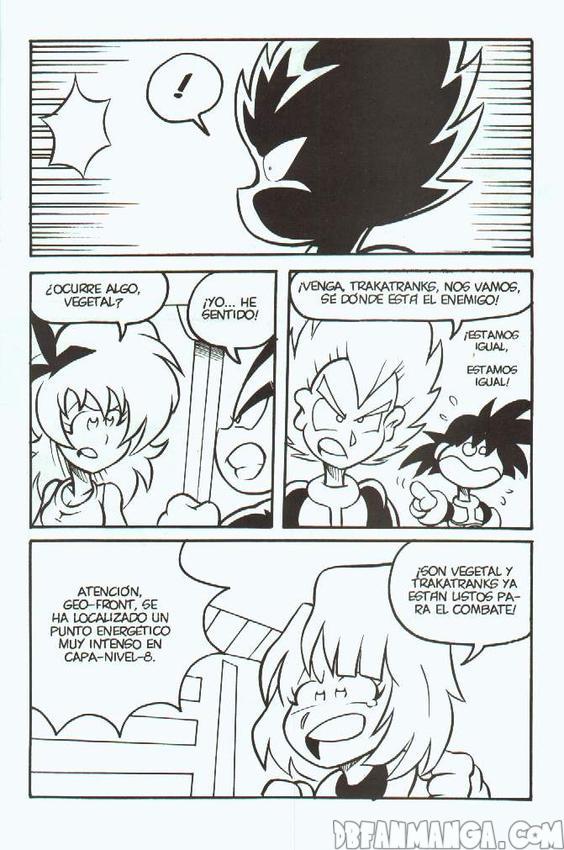 !
¿OCURRE ALGO,
VEGETAL?
¡YO... HE
SENTIDO!
¡VENGA, TRAKATRANKS, NOS VAMOS,
SE DÓNDE ESTÁ EL ENEMIGO!
¡ESTAMOS
IGUAL,
ESTAMOS
IGUAL!
ATENCIÓN,
GEO-FRONT, SE
HA LOCALIZADO UN
PUNTO ENERGÉTICO
MUY INTENSO EN
CAPA-NIVEL-8.
¡SON VEGETAL Y
TRAKATRANKS YA
ESTÁN LISTOS PA-
RA EL COMBATE!
DBFANMANGA.COM